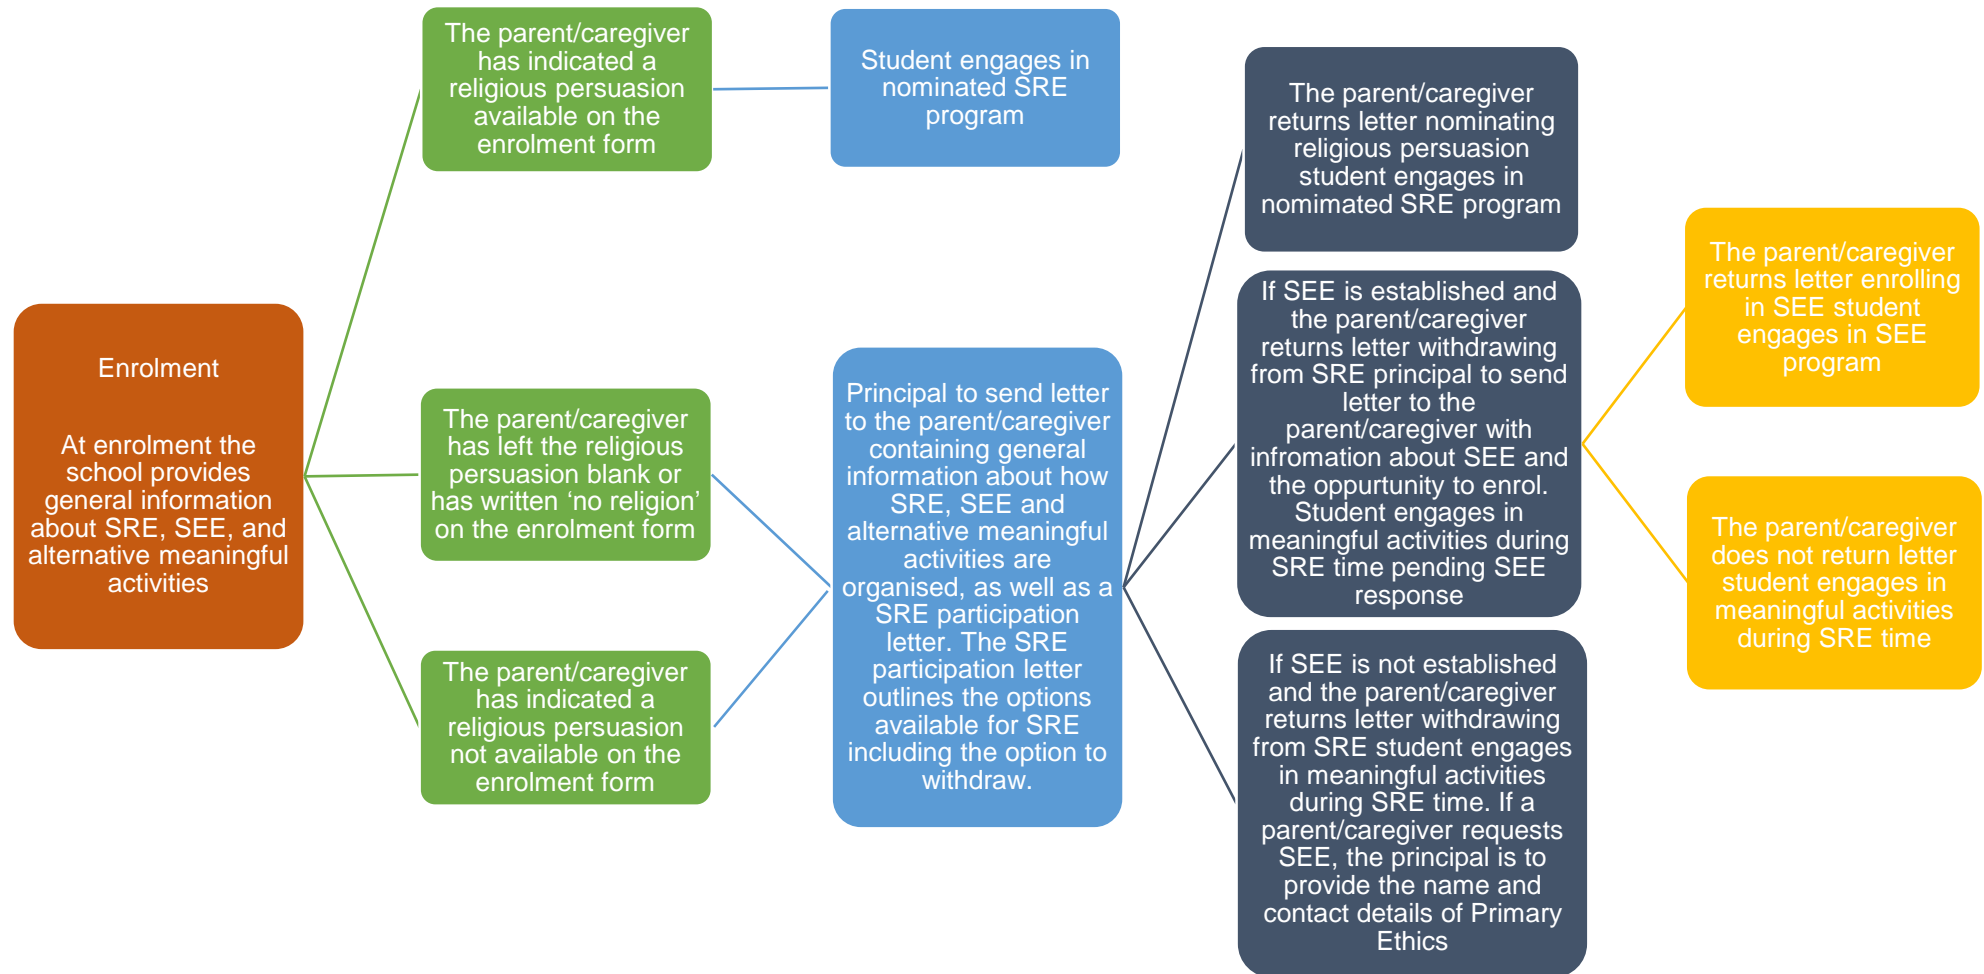 Enrolment
At enrolment the
school provides
general information
about SRE, SEE, and
alternative meaningful
activities
The parent/caregiver
has indicated a
religious persuasion
available on the
enrolment form
The parent/caregiver
has left the religious
persuasion blank or
has written ‘no religion’
on the enrolment form
The parent/caregiver
has indicated a
religious persuasion
not available on the
enrolment form
Student engages in
nominated SRE
program
Principal to send letter
to the parent/caregiver
containing general
information about how
SRE, SEE and
alternative meaningful
activities are
organised, as well as a
SRE participation
letter. The SRE
participation letter
outlines the options
available for SRE
including the option to
withdraw.
The parent/caregiver
returns letter nominating
religious persuasion
student engages in
nomimated SRE program
If SEE is established and
the parent/caregiver
returns letter withdrawing
from SRE principal to send
letter to the
parent/caregiver with
infromation about SEE and
the oppurtunity to enrol.
Student engages in
meaningful activities during
SRE time pending SEE
response
If SEE is not established
and the parent/caregiver
returns letter withdrawing
from SRE student engages
in meaningful activities
during SRE time. If a
parent/caregiver requests
SEE, the principal is to
provide the name and
contact details of Primary
Ethics
The parent/caregiver
returns letter enrolling
in SEE student
engages in SEE
program
The parent/caregiver
does not return letter
student engages in
meaningful activities
during SRE time